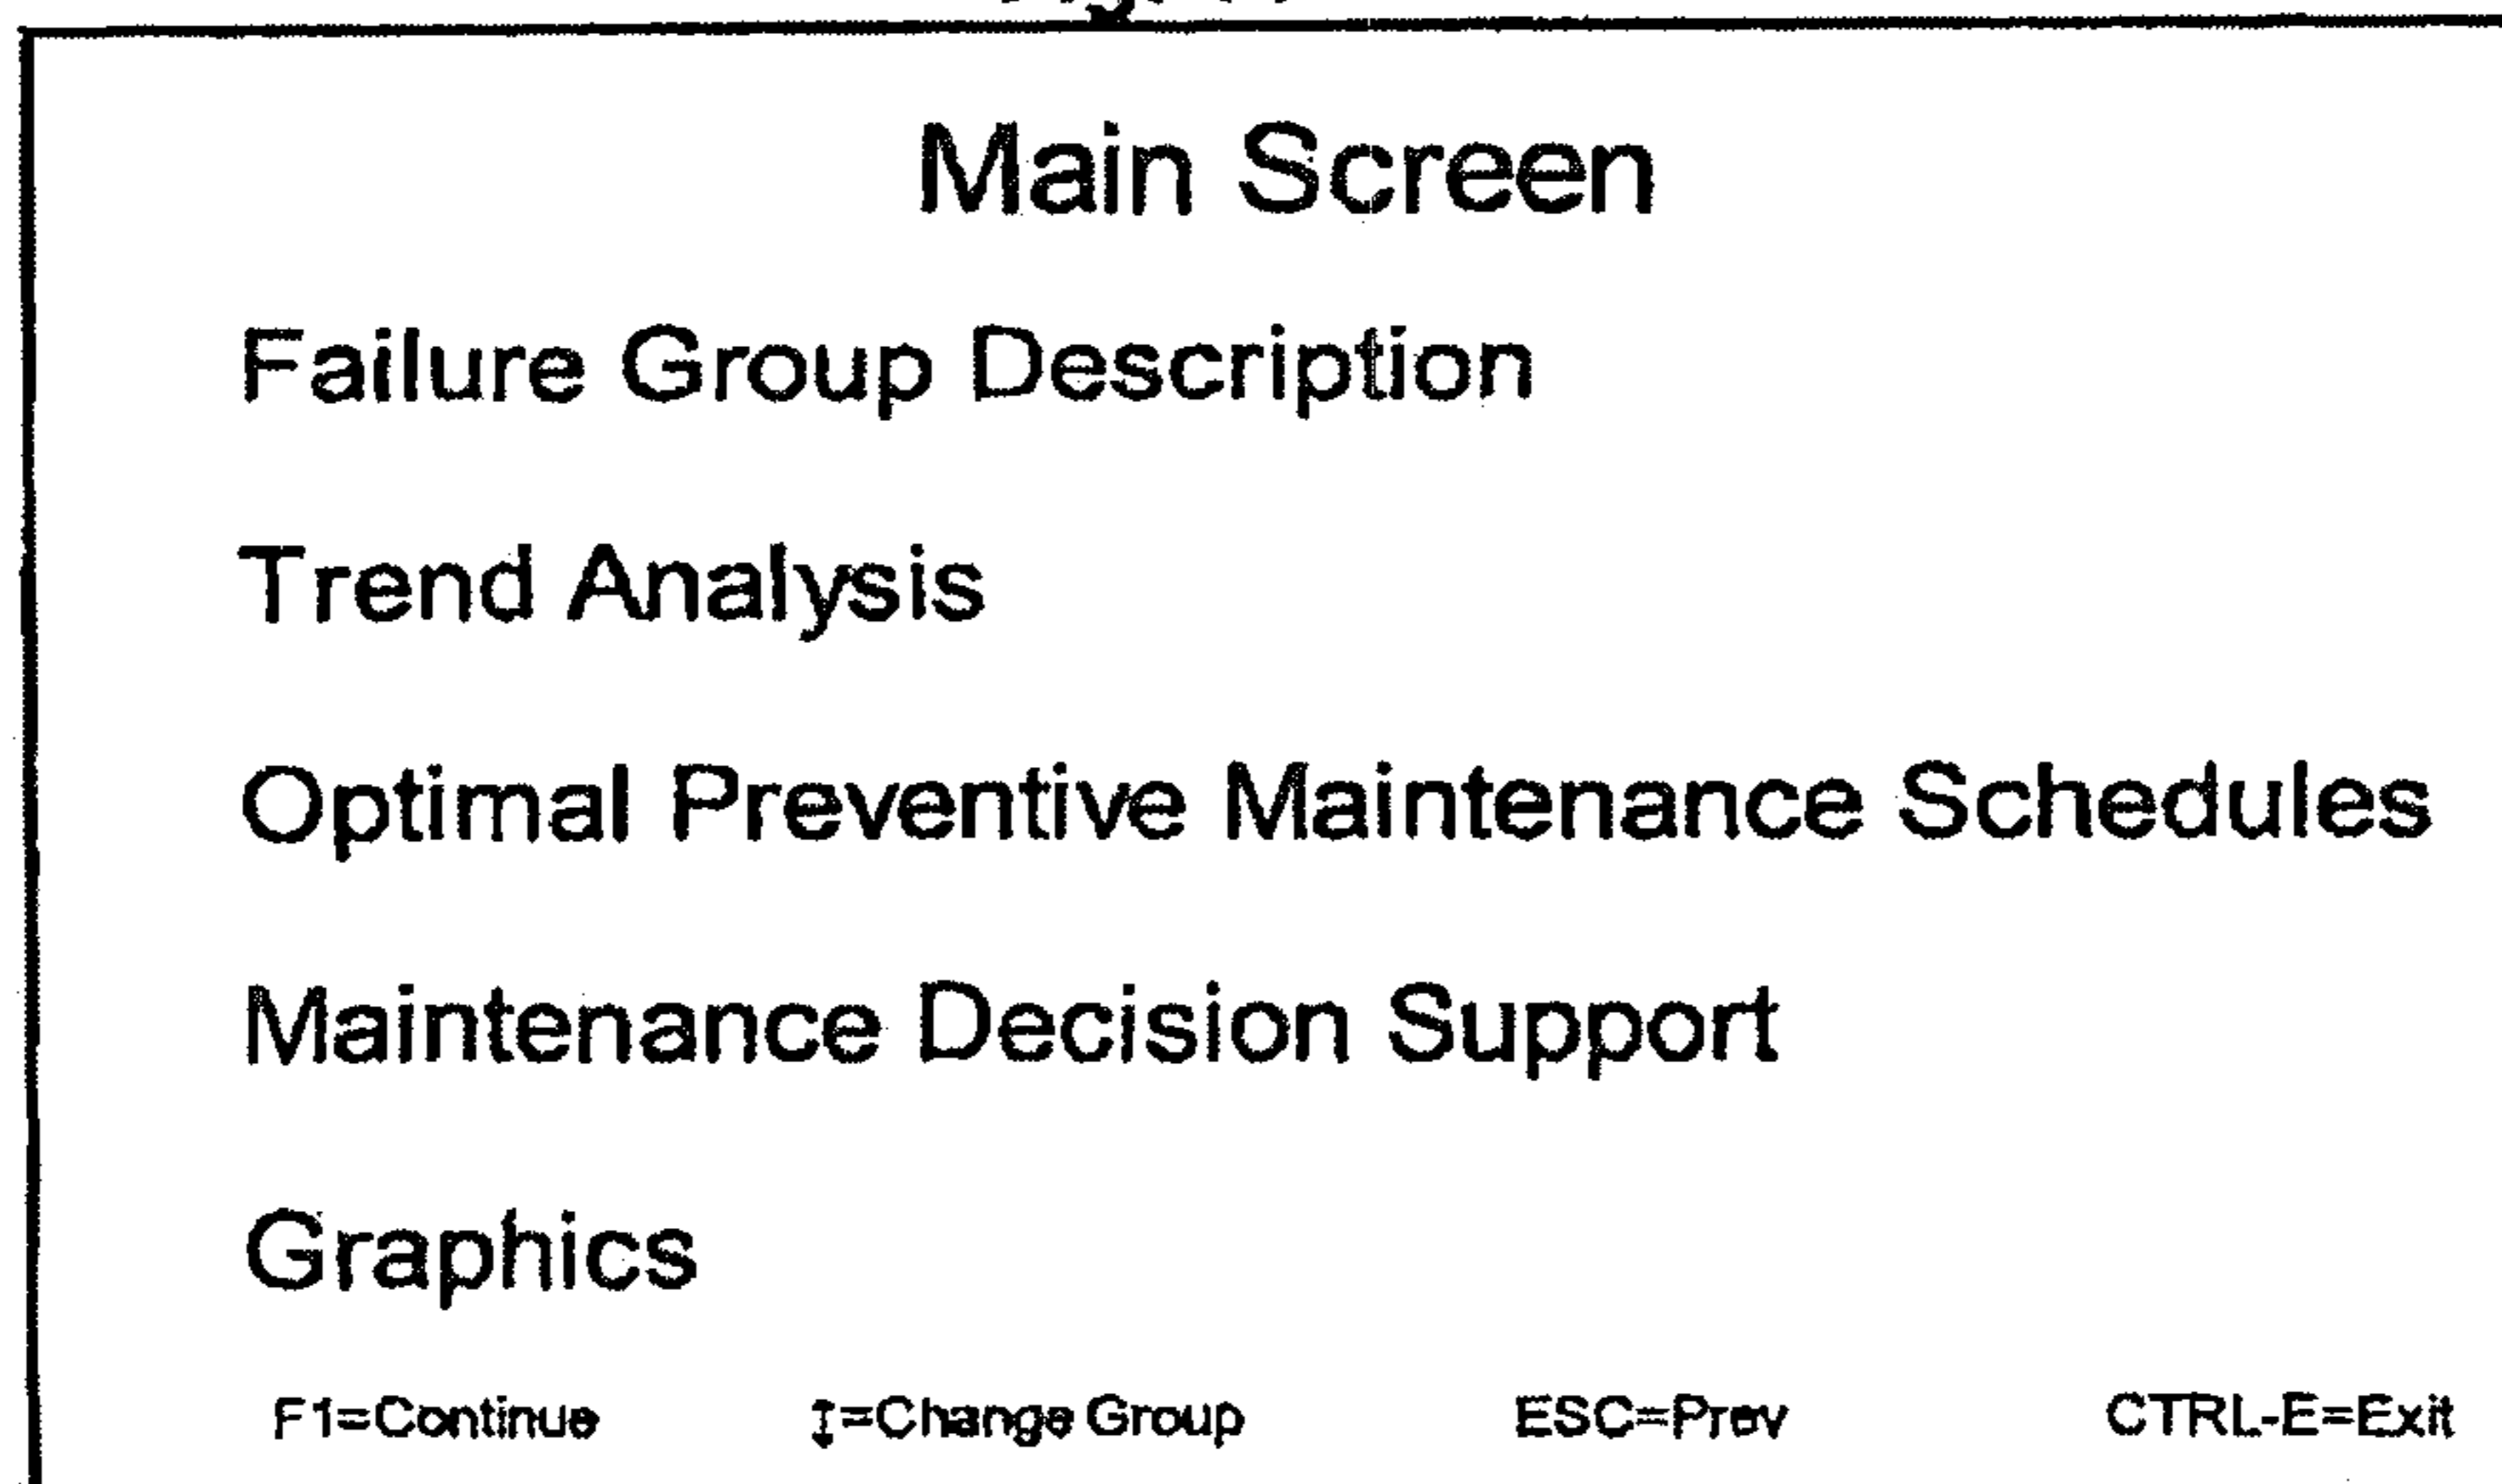 Main Screen
Failure Group Description
Trend Analysis
Optimal Preventive Maintenance Schedules
Maintenance Decision Support
Graphics
F1=Continue ↕=Change Group ESC=Prev CTRL-E=Exit